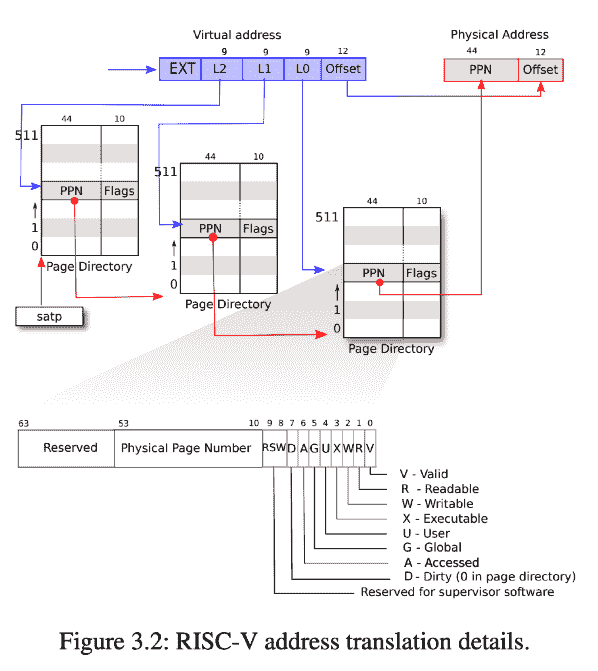 Virtual address
Physical Address
9 9 9 12
44 12
EXT L2 L1 L0 Offset
PPN Offset
44 10
511
PPN Flags
1
0
Page Directory
satp
44 10
511
PPN Flags
1
0
Page Directory
44 10
511
PPN Flags
1
0
Page Directory
63 53 10 9 8 7 6 5 4 3 2 1 0
Reserved Physical Page Number RSW D A G U X W R V
V - Valid
R - Readable
W - Writable
X - Executable
U - User
G - Global
A - Accessed
D - Dirty (0 in page directory)
Reserved for supervisor software
Figure 3.2: RISC-V address translation details.